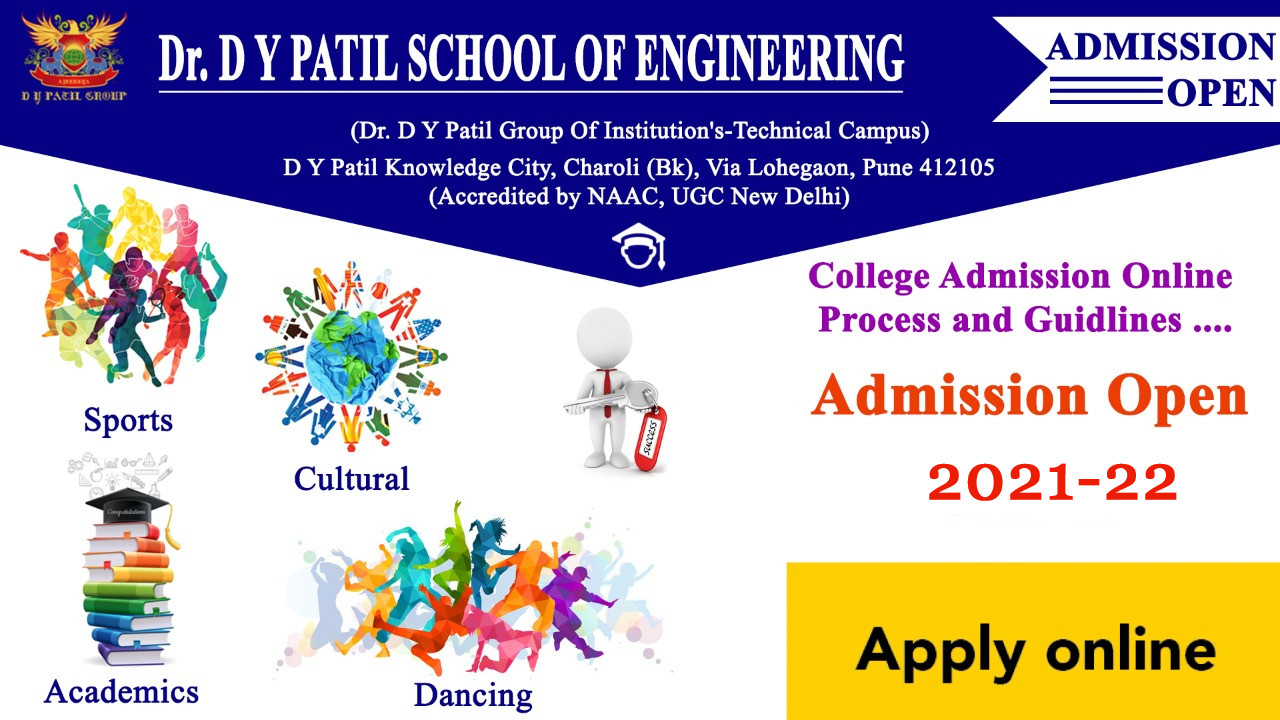 Dr. D Y PATIL SCHOOL OF ENGINEERING
ADMISSION
OPEN
AJEENKYA
D Y PATIL GROUP
(Dr. D Y Patil Group Of Institution's-Technical Campus)
D Y Patil Knowledge City, Charoli (Bk), Via Lohegaon, Pune 412105
(Accredited by NAAC, UGC New Delhi)
College Admission Online
Process and Guidlines ....
Admission Open
2021-22
Sports
Cultural
SUCCESS
Congratulations
Academics
Dancing
Apply online